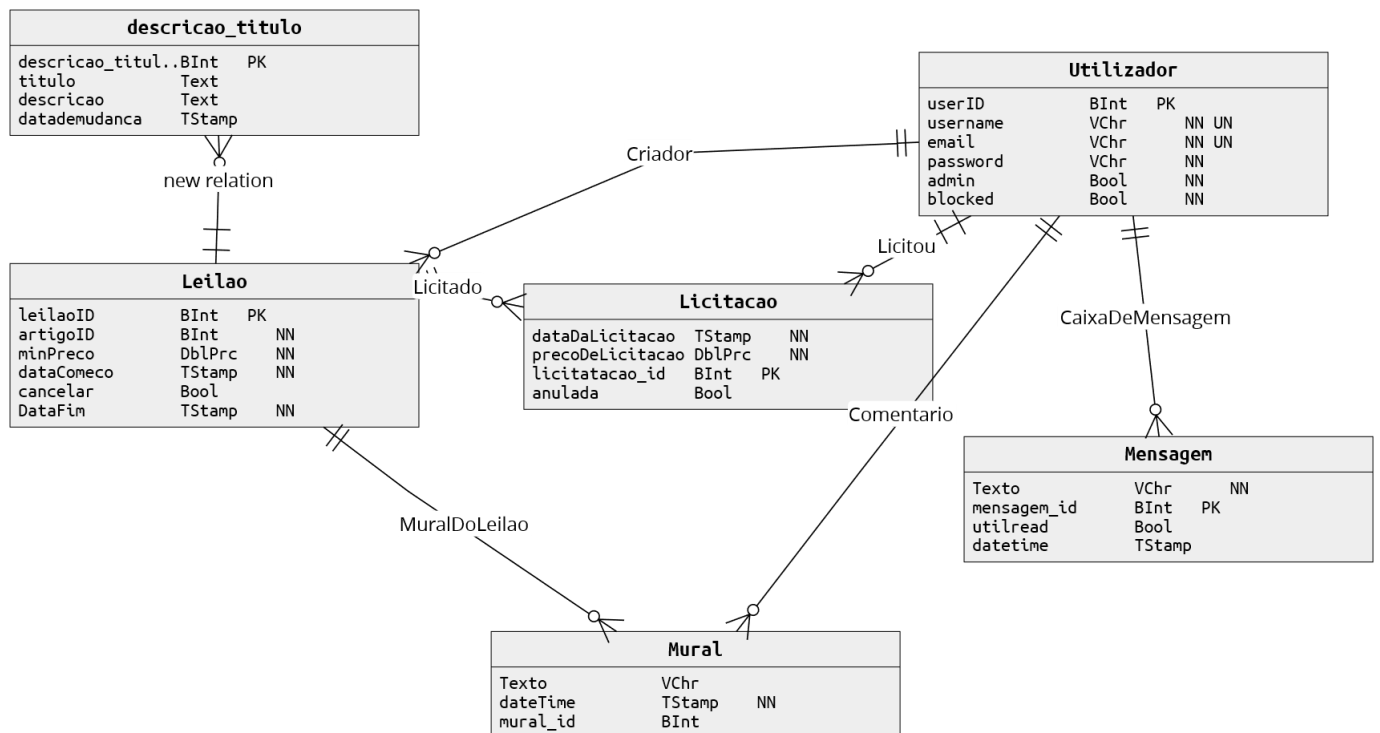 descricao_titulo
descricao_titul.. BInt PK
titulo Text
descricao Text
datademudanca TStamp
Utilizador
userID BInt PK
username VChr NN UN
email VChr NN UN
password VChr NN
admin Bool NN
blocked Bool NN
Criador
new relation
Licitou
Licitado
Leilao
leilaoID BInt PK
artigoID BInt NN
minPreco DblPrc NN
dataComeco TStamp NN
cancelar Bool
DataFim TStamp NN
Licitacao
dataDaLicitacao TStamp NN
precoDeLicitacao DblPrc NN
licitatacao_id BInt PK
anulada Bool
CaixaDeMensagem
Comentario
Mensagem
Texto VChr NN
mensagem_id BInt PK
utilread Bool
datetime TStamp
MuralDoLeilao
Mural
Texto VChr
dateTime TStamp NN
mural_id BInt